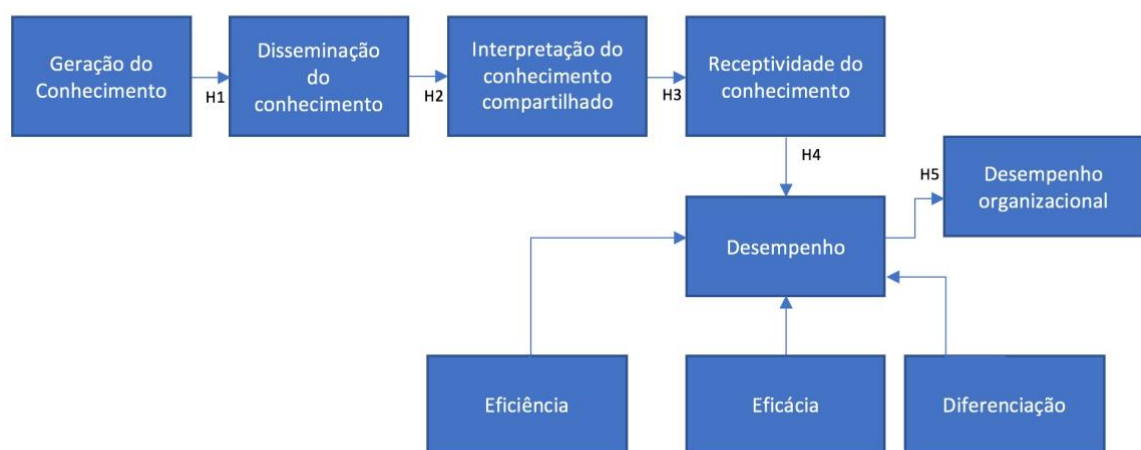 Geração do
Conhecimento
H1
Disseminação
do
conhecimento
H2
Interpretação do
conhecimento
compartilhado
H3
Receptividade do
conhecimento
H4
Desempenho
H5
Desempenho
organizacional
Eficiência
Eficácia
Diferenciação